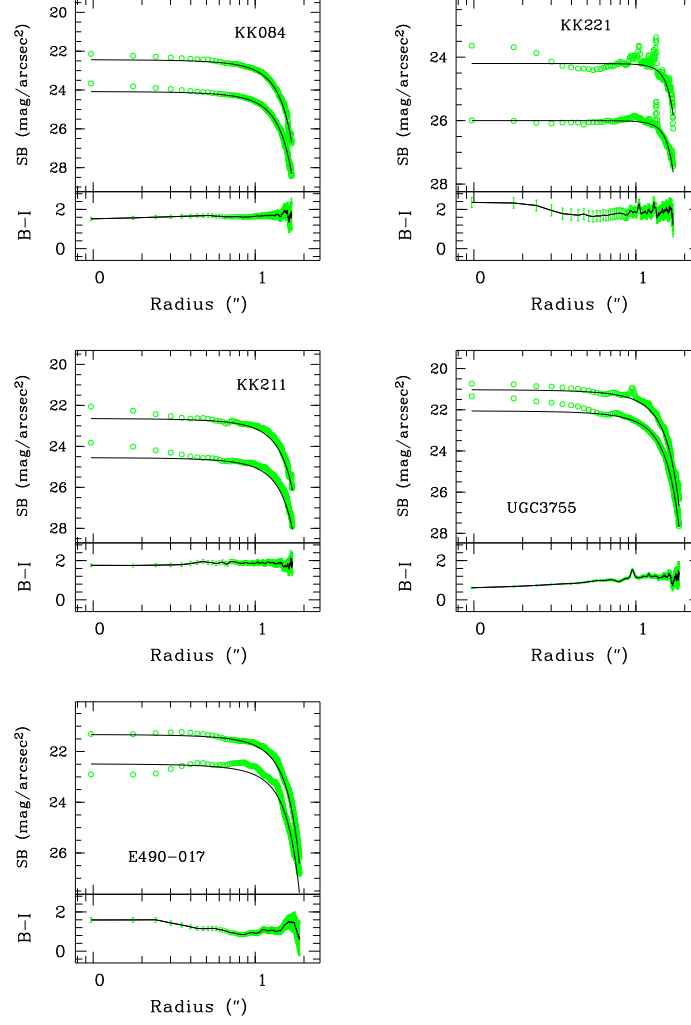 KK084
SB (mag/arcsec²)
20
22
24
26
28
B−I
2
0
0 1
Radius (″)
KK221
SB (mag/arcsec²)
24
26
28
B−I
2
0
0 1
Radius (″)
KK211
SB (mag/arcsec²)
20
22
24
26
28
B−I
2
0
0 1
Radius (″)
UGC3755
SB (mag/arcsec²)
20
22
24
26
28
B−I
2
0
0 1
Radius (″)
E490−017
SB (mag/arcsec²)
22
24
26
B−I
2
0
0 1
Radius (″)